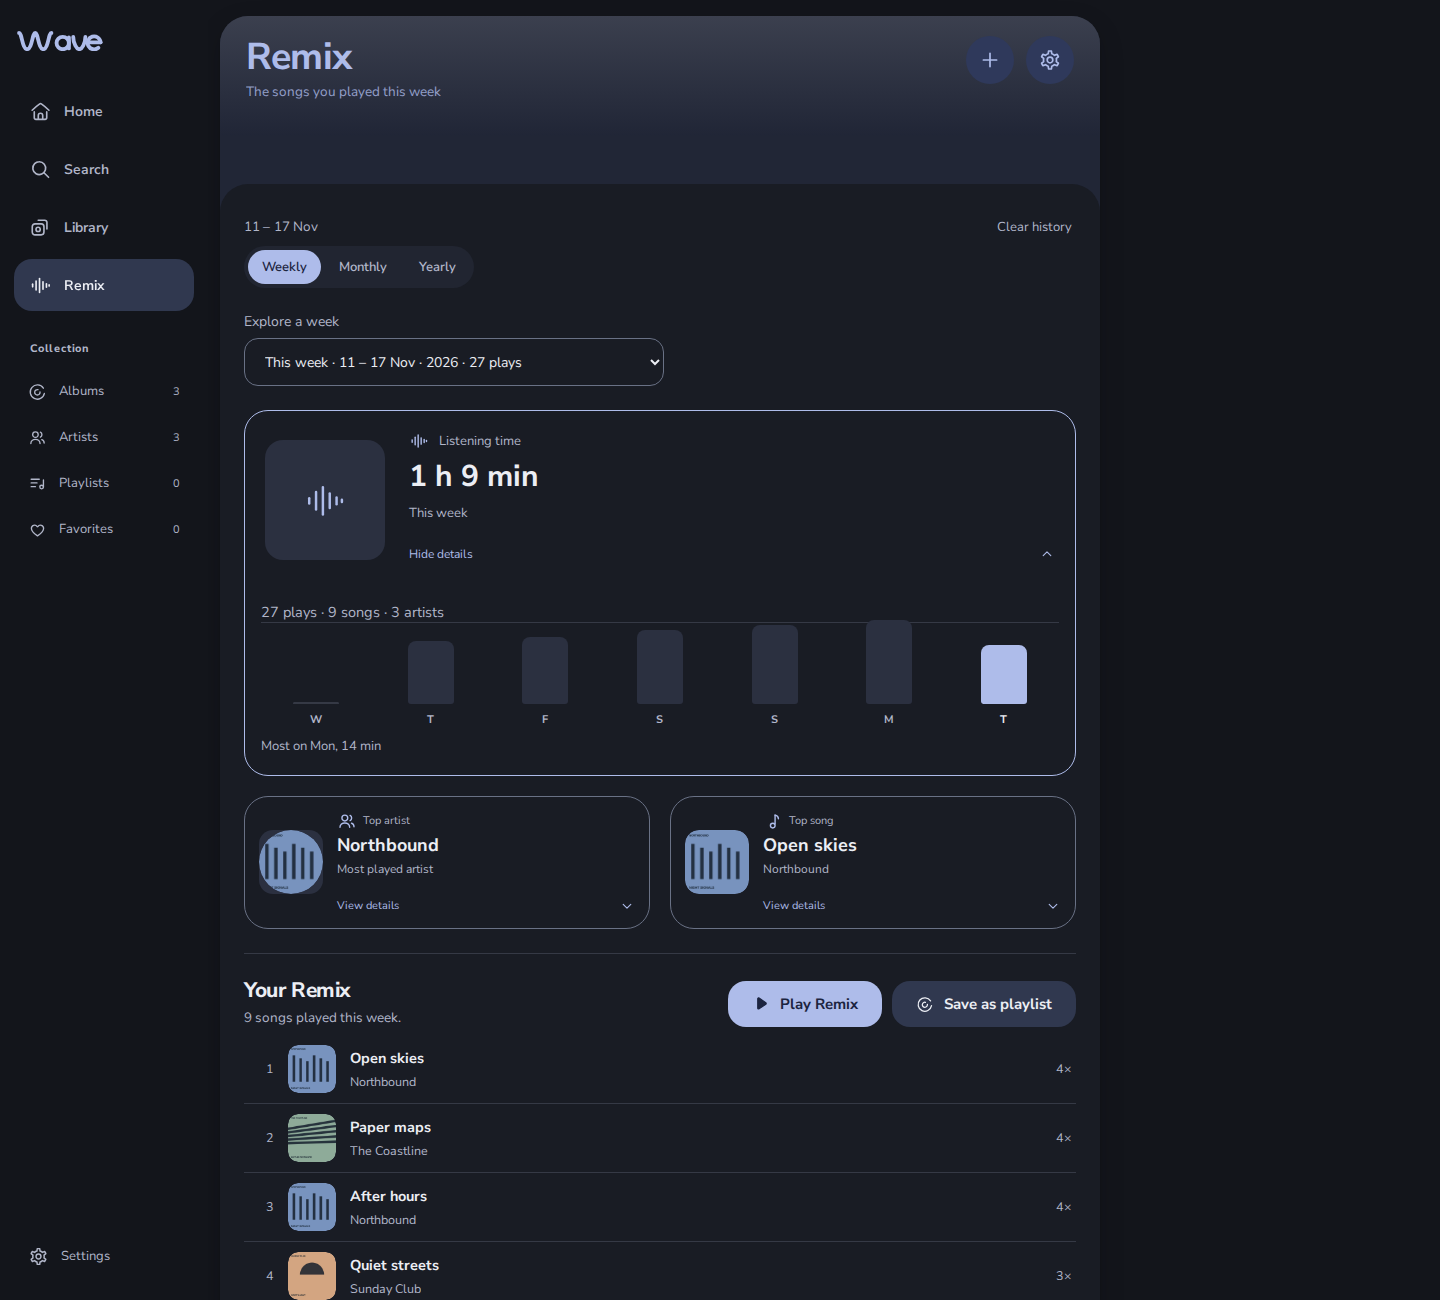 Wave
Home
Search
Library
Remix
Collection
Albums 3
Artists 3
Playlists 0
Favorites 0
Settings
Remix
The songs you played this week
11 – 17 Nov
Clear history
Weekly Monthly Yearly
Explore a week
This week · 11 – 17 Nov · 2026 · 27 plays
Listening time
1 h 9 min
This week
Hide details
27 plays · 9 songs · 3 artists
W T F S S M T
Most on Mon, 14 min
Top artist
Northbound
Most played artist
View details
Top song
Open skies
Northbound
View details
Your Remix
9 songs played this week.
Play Remix
Save as playlist
1 Open skies 4×
Northbound
2 Paper maps 4×
The Coastline
3 After hours 4×
Northbound
4 Quiet streets 3×
Sunday Club